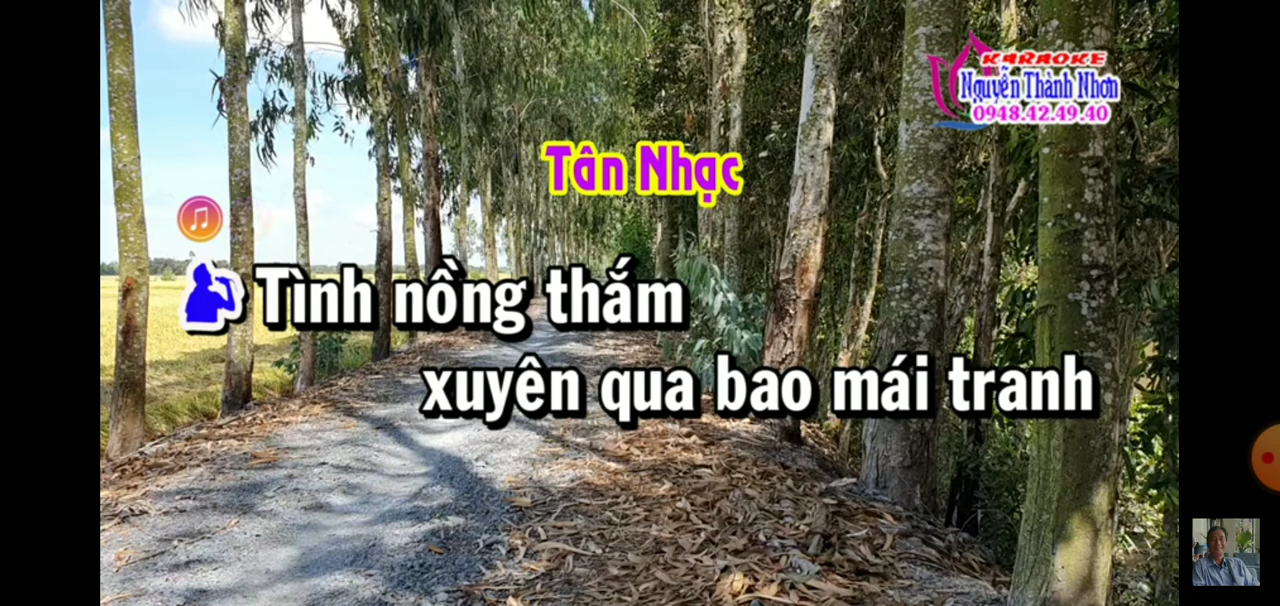 KARAOKE
Nguyễn Thành Nhơn
0948.42.49.40
Tân Nhạc
Tình nồng thắm
xuyên qua bao mái tranh